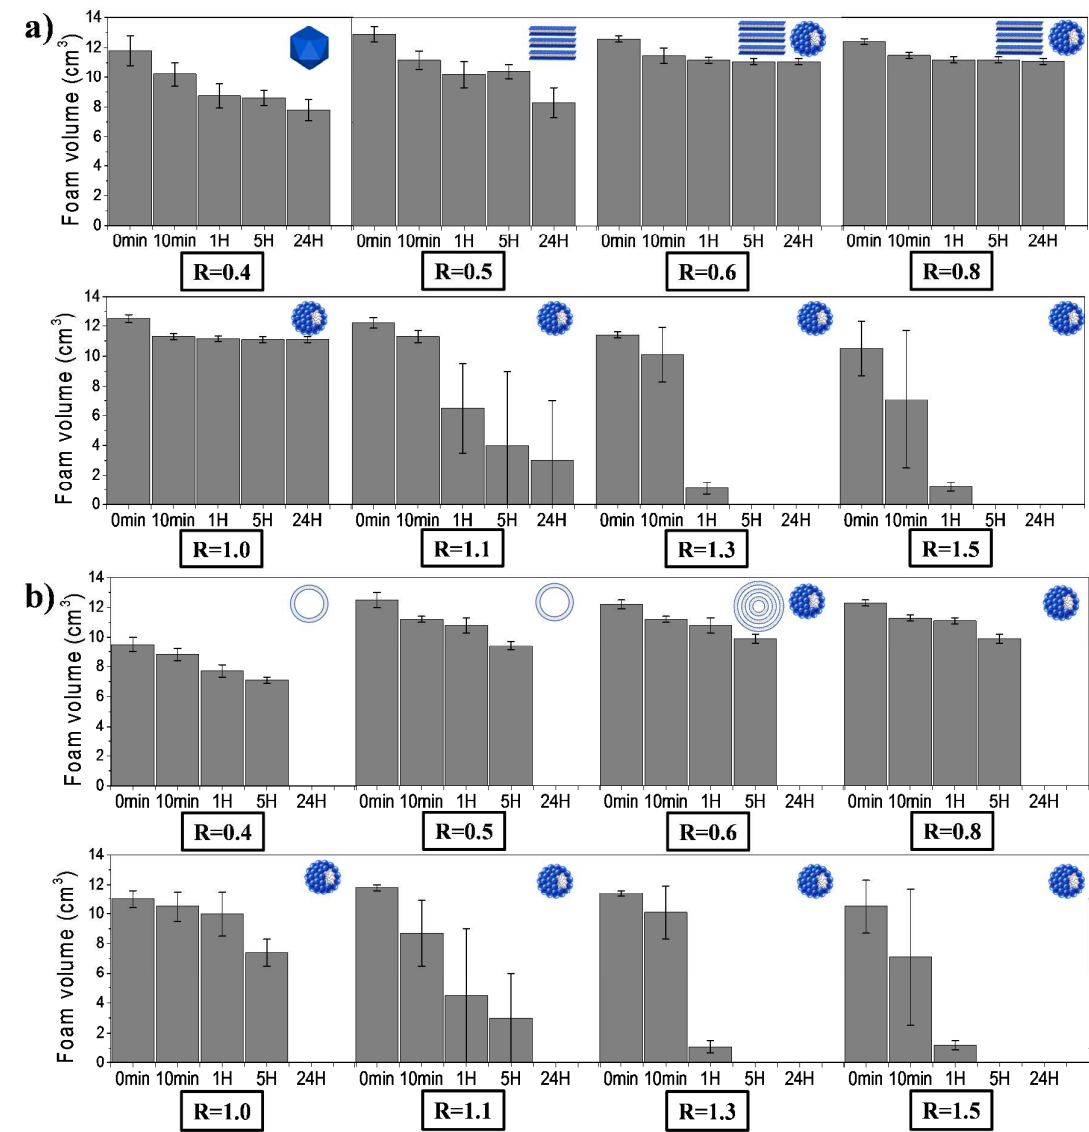 a)
Foam volume (cm³)
14
12
10
8
6
4
2
0
0min 10min 1H 5H 24H 0min 10min 1H 5H 24H 0min 10min 1H 5H 24H 0min 10min 1H 5H 24H
R=0.4 R=0.5 R=0.6 R=0.8
Foam volume (cm³)
14
12
10
8
6
4
2
0
0min 10min 1H 5H 24H 0min 10min 1H 5H 24H 0min 10min 1H 5H 24H 0min 10min 1H 5H 24H
R=1.0 R=1.1 R=1.3 R=1.5
b)
Foam volume (cm³)
14
12
10
8
6
4
2
0
0min 10min 1H 5H 24H 0min 10min 1H 5H 24H 0min 10min 1H 5H 24H 0min 10min 1H 5H 24H
R=0.4 R=0.5 R=0.6 R=0.8
Foam volume (cm³)
14
12
10
8
6
4
2
0
0min 10min 1H 5H 24H 0min 10min 1H 5H 24H 0min 10min 1H 5H 24H 0min 10min 1H 5H 24H
R=1.0 R=1.1 R=1.3 R=1.5